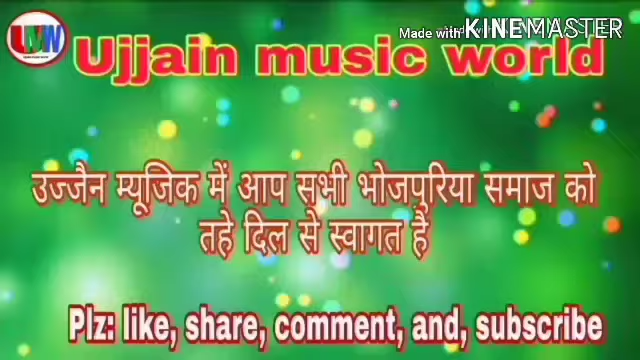 UMW
Made with KINEMASTER
Ujjain music world
उज्जैन म्यूजिक में आप सभी भोजपुरिया समाज को
तहे दिल से स्वागत है
Plz: like, share, comment, and, subscribe